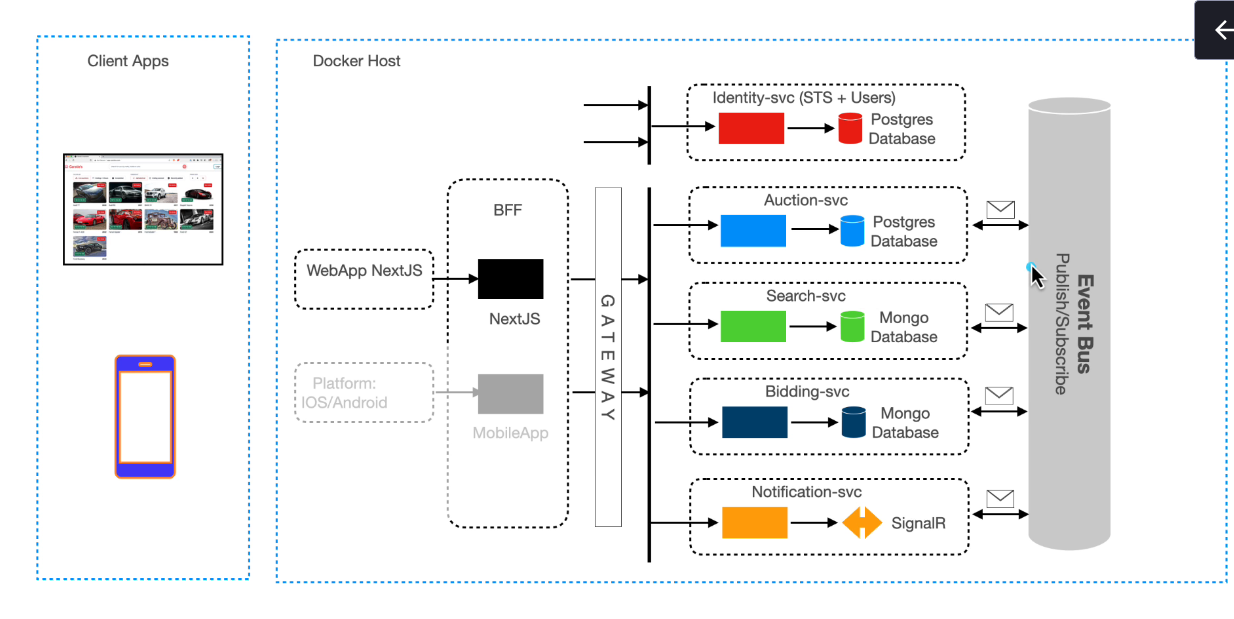 Client Apps
Docker Host
Identity-svc (STS + Users)
Postgres
Database
BFF
Auction-svc
Postgres
Database
WebApp NextJS
NextJS
Search-svc
Mongo
Database
Platform:
IOS/Android
MobileApp
GATEWAY
Bidding-svc
Mongo
Database
Notification-svc
SignalR
Event Bus
Publish/Subscribe